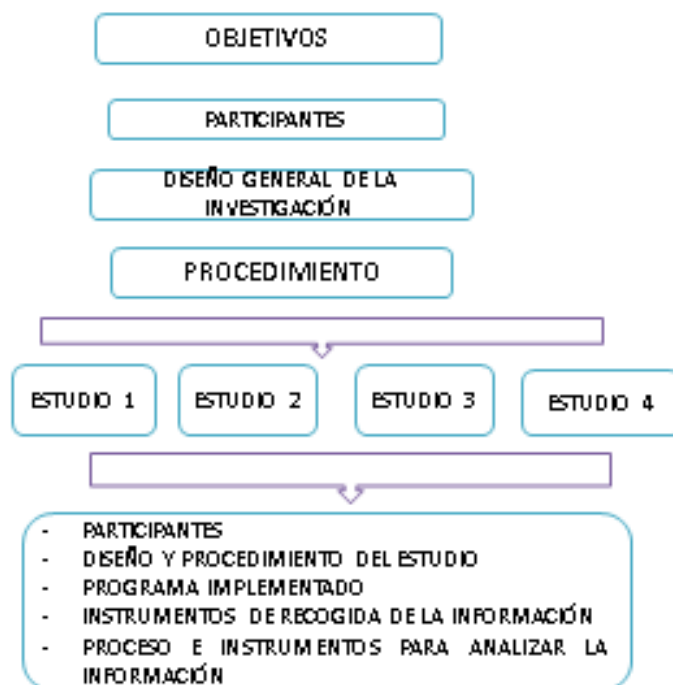 OBJETIVOS
PARTICIPANTES
DISEÑO GENERAL DE LA
INVESTIGACIÓN
PROCEDIMIENTO
ESTUDIO 1
ESTUDIO 2
ESTUDIO 3
ESTUDIO 4
- PARTICIPANTES
- DISEÑO Y PROCEDIMIENTO DEL ESTUDIO
- PROGRAMA IMPLEMENTADO
- INSTRUMENTOS DE RECOGIDA DE LA INFORMACIÓN
- PROCESO E INSTRUMENTOS PARA ANALIZAR LA
INFORMACIÓN